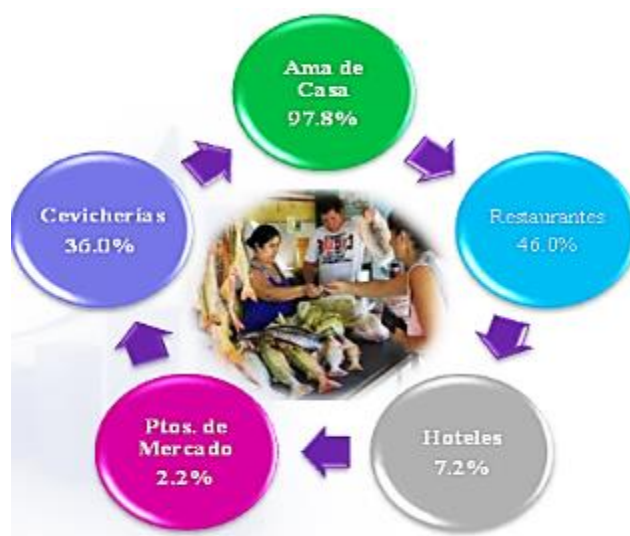 Ama de
Casa
97.8%
Restaurantes
46.0%
Hoteles
7.2%
Ptos. de
Mercado
2.2%
Cevicherías
36.0%